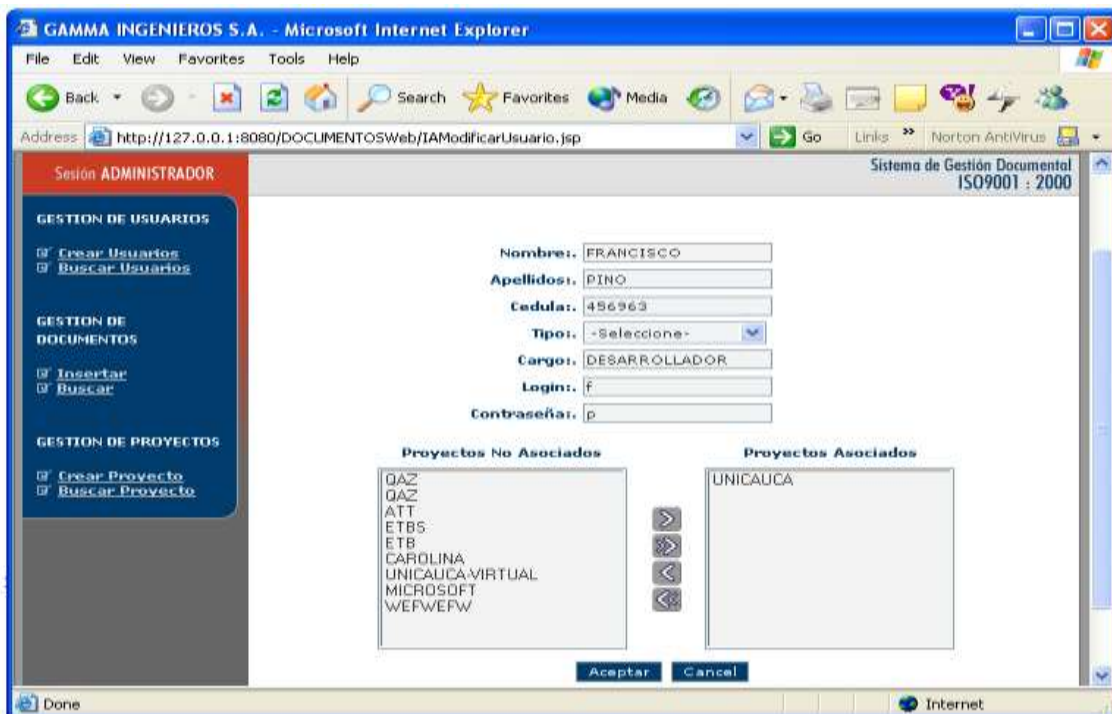 GAMMA INGENIEROS S.A. - Microsoft Internet Explorer
File Edit View Favorites Tools Help
Back Search Favorites Media
Address http://127.0.0.1:8080/DOCUMENTOSWeb/IAModificarUsuario.jsp Go Links » Norton AntiVirus
Sesión ADMINISTRADOR
Sistema de Gestión Documental
ISO9001 : 2000
GESTION DE USUARIOS
Crear Usuarios
Buscar Usuarios
GESTION DE
DOCUMENTOS
Insertar
Buscar
GESTION DE PROYECTOS
Crear Proyecto
Buscar Proyecto
Nombre:. FRANCISCO
Apellidos:. PINO
Cedula:. 456963
Tipo:. -Seleccione-
Cargo:. DESARROLLADOR
Login:. f
Contraseña:. p
Proyectos No Asociados
QAZ
QAZ
ATT
ETBS
ETB
CAROLINA
UNICAUCA-VIRTUAL
MICROSOFT
WEFWEFW
Proyectos Asociados
UNICAUCA
Aceptar Cancel
Done Internet